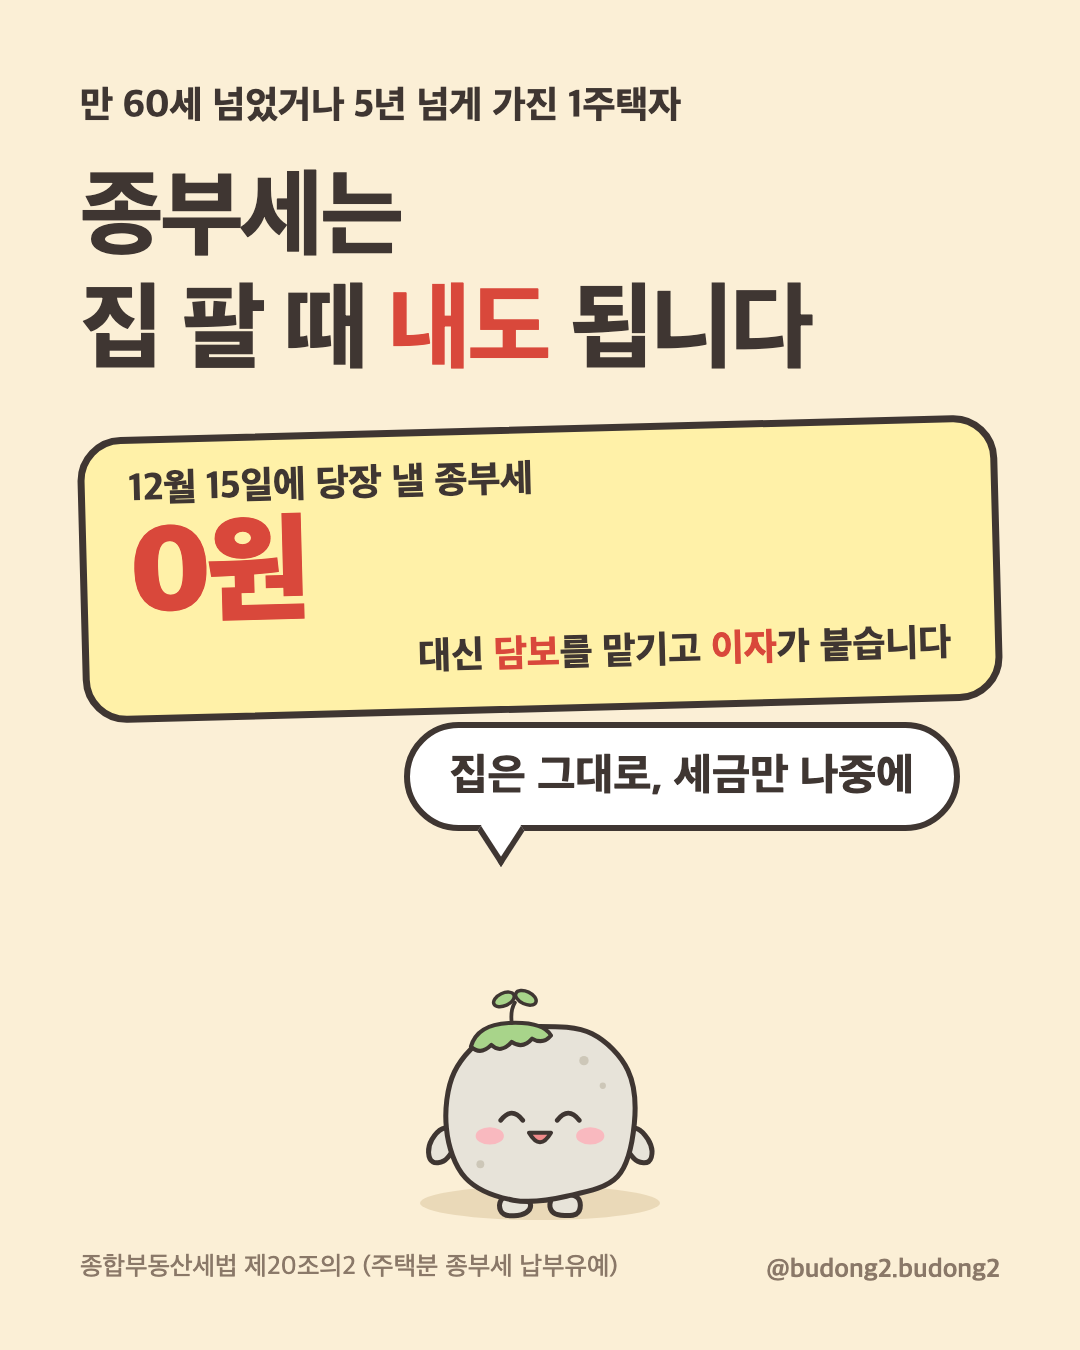 만 60세 넘었거나 5년 넘게 가진 1주택자
종부세는
집 팔 때 내도 됩니다
12월 15일에 당장 낼 종부세
0원
대신 담보를 맡기고 이자가 붙습니다
집은 그대로, 세금만 나중에
종합부동산세법 제20조의2 (주택분 종부세 납부유예)
@budong2.budong2